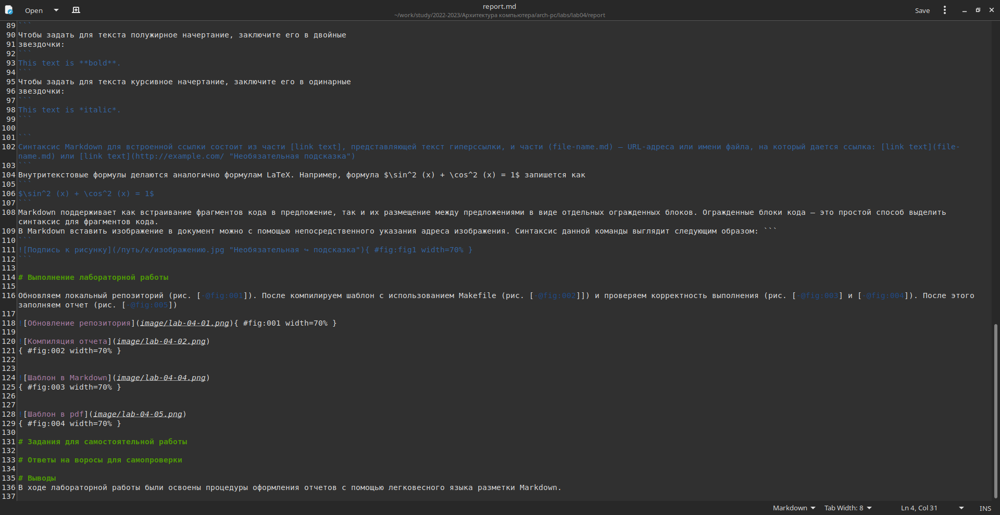 Open
report.md
~/work/study/2022-2023/Архитектура компьютера/arch-pc/labs/lab04/report
Save
89 ```
90 Чтобы задать для текста полужирное начертание, заключите его в двойные
91 звездочки:
92 ```
93 This text is **bold**.
94 ```
95 Чтобы задать для текста курсивное начертание, заключите его в одинарные
96 звездочки:
97 ```
98 This text is *italic*.
99 ```
100
101 ```
102 Синтаксис Markdown для встроенной ссылки состоит из части [link text], представляющей текст гиперссылки, и части (file-name.md) — URL-адреса или имени файла, на который дается ссылка: [link text](file-
name.md) или [link text](http://example.com/ "Необязательная подсказка")
103 ```
104 Внутритекстовые формулы делаются аналогично формулам LaTeX. Например, формула $\sin^2 (x) + \cos^2 (x) = 1$ запишется как
105 ```
106 $\sin^2 (x) + \cos^2 (x) = 1$
107 ```
108 Markdown поддерживает как встраивание фрагментов кода в предложение, так и их размещение между предложениями в виде отдельных огражденных блоков. Огражденные блоки кода — это простой способ выделить
синтаксис для фрагментов кода.
109 В Markdown вставить изображение в документ можно с помощью непосредственного указания адреса изображения. Синтаксис данной команды выглядит следующим образом: ```
110 ```
111 ![Подпись к рисунку](/путь/к/изображению.jpg "Необязательная ↪ подсказка"){ #fig:fig1 width=70% }
112 ```
113
114 # Выполнение лабораторной работы
115
116 Обновляем локальный репозиторий (рис. [-@fig:001]). После компилируем шаблон с использованием Makefile (рис. [-@fig:002]]) и проверяем корректность выполнения (рис. [-@fig:003] и [-@fig:004]). После этого
заполняем отчет (рис. [-@fig:005])
117
118 ![Обновление репозитория](image/lab-04-01.png){ #fig:001 width=70% }
119
120 ![Компиляция отчета](image/lab-04-02.png)
121 { #fig:002 width=70% }
122
123
124 ![Шаблон в Markdown](image/lab-04-04.png)
125 { #fig:003 width=70% }
126
127
128 ![Шаблон в pdf](image/lab-04-05.png)
129 { #fig:004 width=70% }
130
131 # Задания для самостоятельной работы
132
133 # Ответы на воросы для самопроверки
134
135 # Выводы
136 В ходе лабораторной работы были освоены процедуры оформления отчетов с помощью легковесного языка разметки Markdown.
137
Markdown Tab Width: 8 Ln 4, Col 31 INS